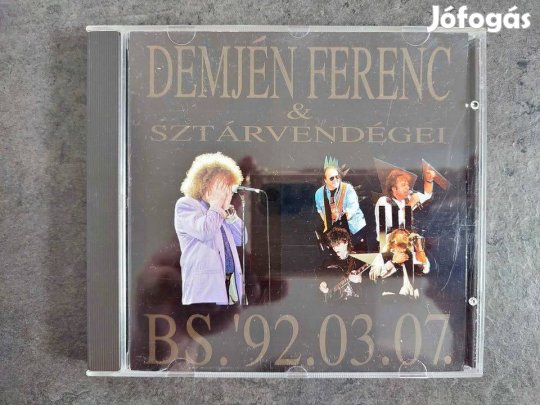 Jófogás
DEMJÉN FERENC
&
SZTÁRVENDÉGEI
BS.'92.03.07.